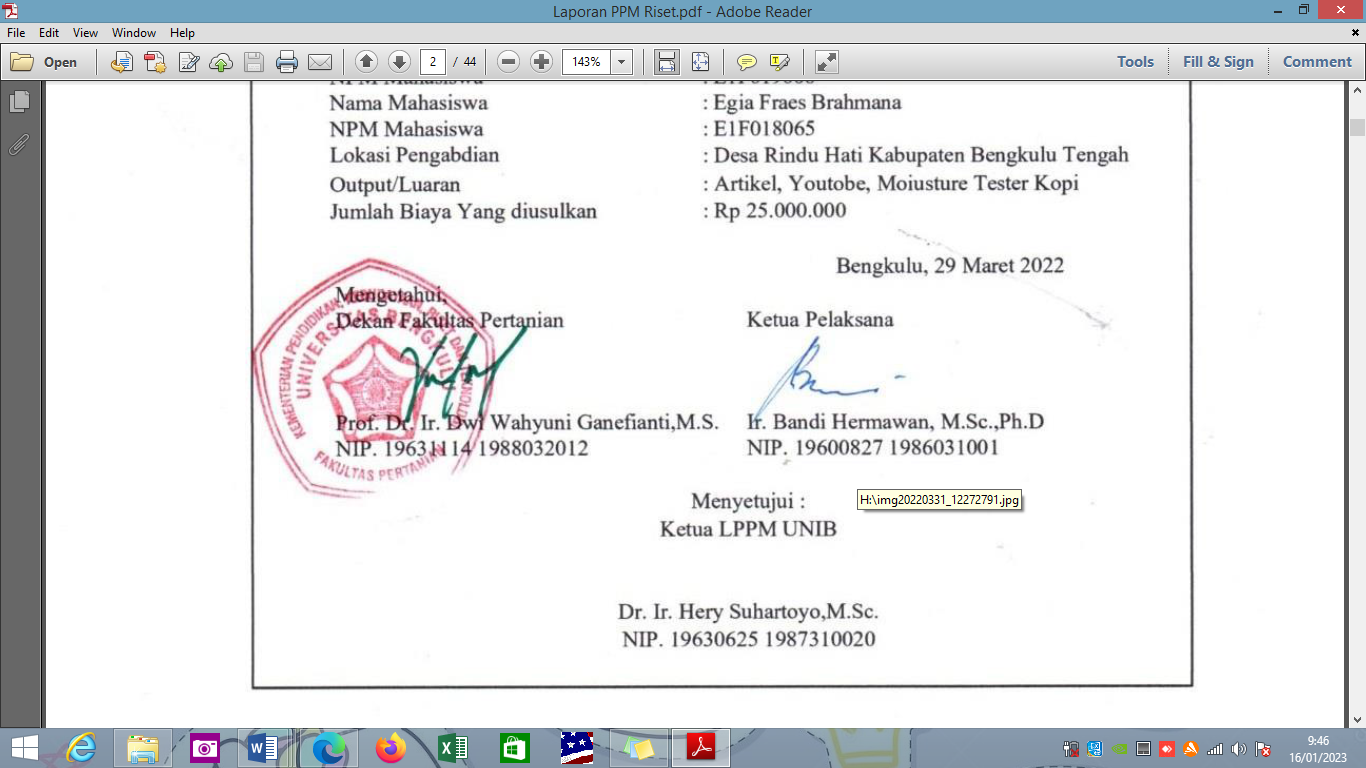 Laporan PPM Riset.pdf - Adobe Reader
File Edit View Window Help
Open 2 / 44 143% Tools Fill & Sign Comment
NPM Mahasiswa
Nama Mahasiswa : Egia Fraes Brahmana
NPM Mahasiswa : E1F018065
Lokasi Pengabdian : Desa Rindu Hati Kabupaten Bengkulu Tengah
Output/Luaran : Artikel, Youtobe, Moiusture Tester Kopi
Jumlah Biaya Yang diusulkan : Rp 25.000.000
Bengkulu, 29 Maret 2022
Mengetahui,
Dekan Fakultas Pertanian Ketua Pelaksana
KEMENTERIAN PENDIDIKAN,
UNIVERSITAS BENGKULU
FAKULTAS PERTANIAN
Prof. Dr. Ir. Dwi Wahyuni Ganefianti,M.S. Ir. Bandi Hermawan, M.Sc.,Ph.D
NIP. 19631114 1988032012 NIP. 19600827 1986031001
Menyetujui :
H:\img20220331_12272791.jpg
Ketua LPPM UNIB
Dr. Ir. Hery Suhartoyo,M.Sc.
NIP. 19630625 1987310020
9:46
16/01/2023